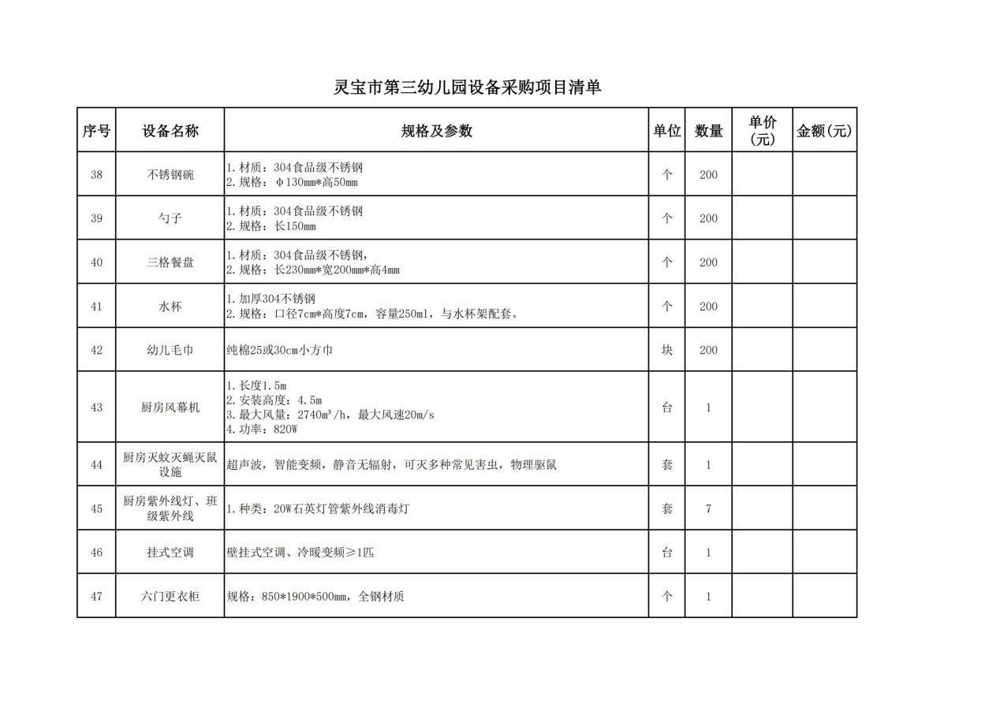 灵宝市第三幼儿园设备采购项目清单
序号 设备名称 规格及参数 单位 数量 单价(元) 金额(元)
38 不锈钢碗 1.材质：304食品级不锈钢
2.规格：φ130mm*高50mm 个 200
39 勺子 1.材质：304食品级不锈钢
2.规格：长150mm 个 200
40 三格餐盘 1.材质：304食品级不锈钢，
2.规格：长230mm*宽200mm*高4mm 个 200
41 水杯 1.加厚304不锈钢
2.规格：口径7cm*高度7cm，容量250ml，与水杯架配套。 个 200
42 幼儿毛巾 纯棉25或30cm小方巾 块 200
43 厨房风幕机 1.长度1.5m
2.安装高度：4.5m
3.最大风量：2740m³/h，最大风速20m/s
4.功率：820W 台 1
44 厨房灭蚊灭蝇灭鼠
设施 超声波，智能变频，静音无辐射，可灭多种常见害虫，物理驱鼠 套 1
45 厨房紫外线灯、班
级紫外线 1.种类：20W石英灯管紫外线消毒灯 套 7
46 挂式空调 壁挂式空调、冷暖变频≥1匹 台 1
47 六门更衣柜 规格：850*1900*500mm，全钢材质 个 1